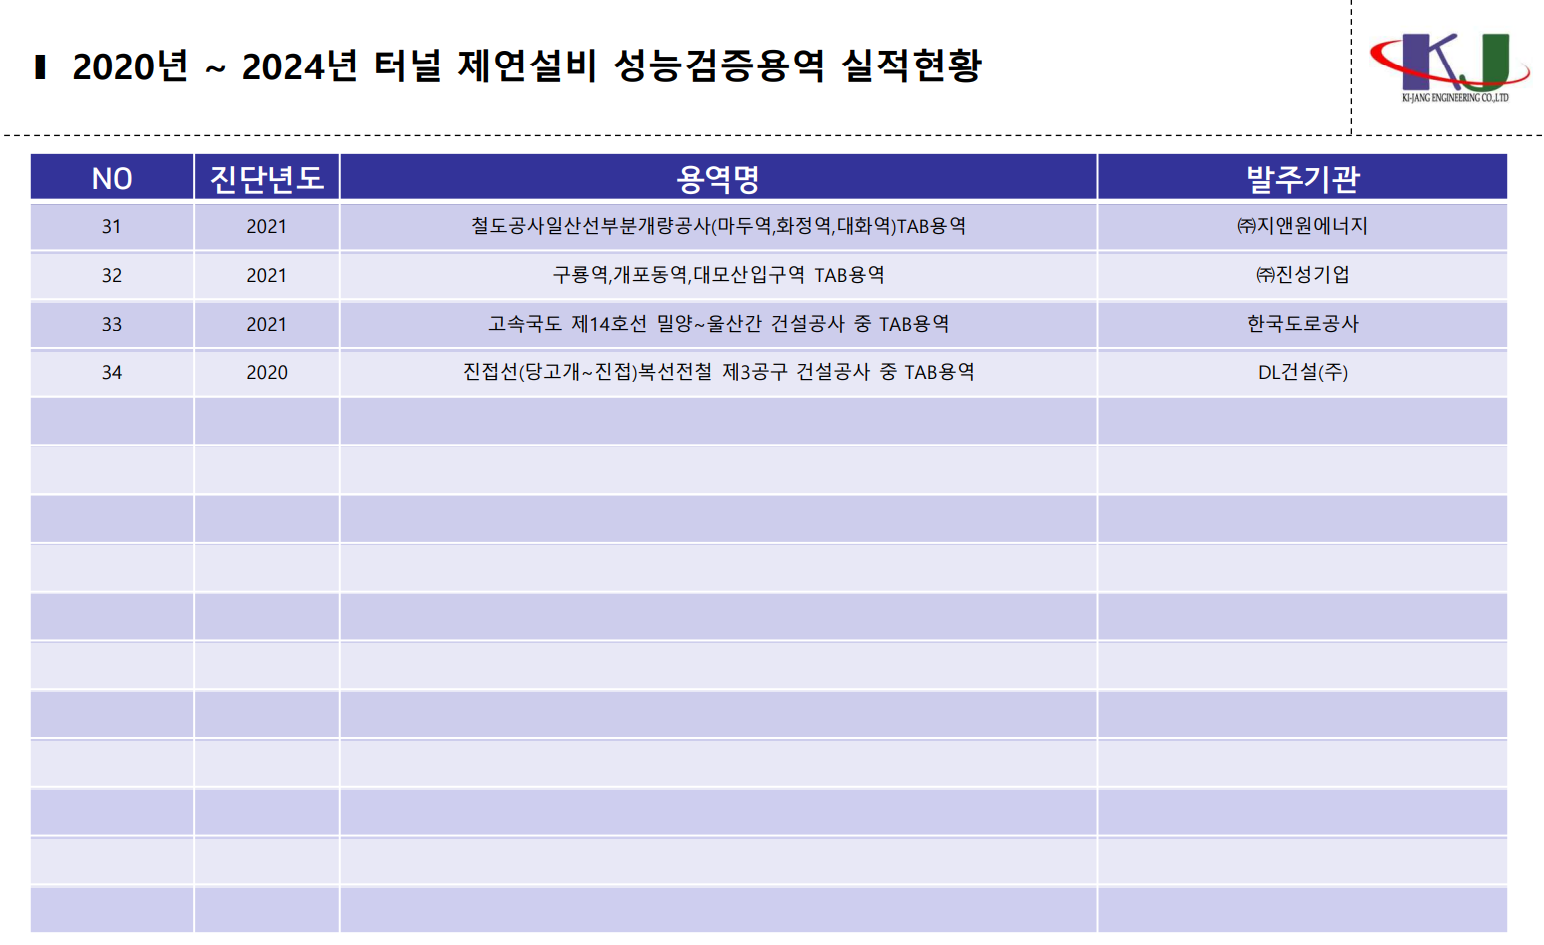 2020년 ~ 2024년 터널 제연설비 성능검증용역 실적현황
KJ
KI-JANG ENGINEERING CO.,LTD
NO 진단년도 용역명 발주기관
31 2021 철도공사일산선부분개량공사(마두역,화정역,대화역)TAB용역 ㈜지앤원에너지
32 2021 구룡역,개포동역,대모산입구역 TAB용역 ㈜진성기업
33 2021 고속국도 제14호선 밀양~울산간 건설공사 중 TAB용역 한국도로공사
34 2020 진접선(당고개~진접)복선전철 제3공구 건설공사 중 TAB용역 DL건설(주)